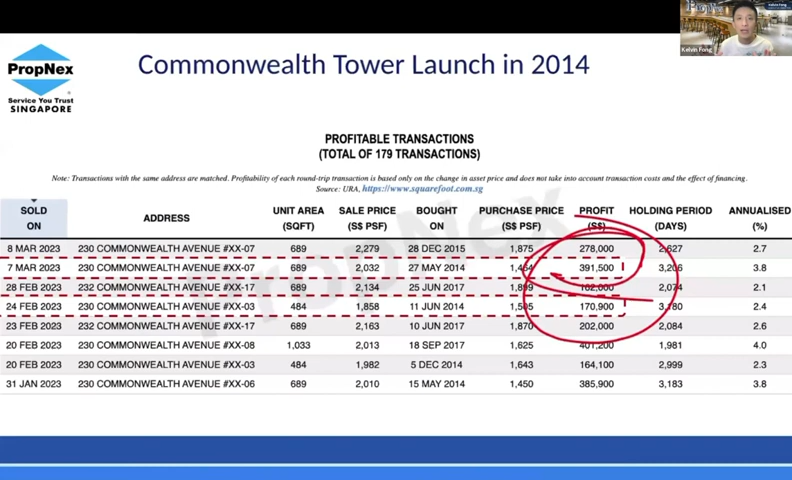 PropNex
Service You Trust
SINGAPORE
Commonwealth Tower Launch in 2014
Kelvin Fong
PROFITABLE TRANSACTIONS
(TOTAL OF 179 TRANSACTIONS)
Note: Transactions with the same address are matched. Profitability of each round-trip transaction is based only on the change in asset price and does not take into account transaction costs and the effect of financing.
Source: URA, https://www.squarefoot.com.sg
SOLD ON ADDRESS UNIT AREA (SQFT) SALE PRICE (S$ PSF) BOUGHT ON PURCHASE PRICE (S$ PSF) PROFIT (S$) HOLDING PERIOD (DAYS) ANNUALISED (%)
8 MAR 2023 230 COMMONWEALTH AVENUE #XX-07 689 2,279 28 DEC 2015 1,875 278,000 2,627 2.7
7 MAR 2023 230 COMMONWEALTH AVENUE #XX-07 689 2,032 27 MAY 2014 1,464 391,500 3,206 3.8
28 FEB 2023 232 COMMONWEALTH AVENUE #XX-17 689 2,134 25 JUN 2017 1,899 162,000 2,074 2.1
24 FEB 2023 230 COMMONWEALTH AVENUE #XX-03 484 1,858 11 JUN 2014 1,505 170,900 3,180 2.4
23 FEB 2023 232 COMMONWEALTH AVENUE #XX-17 689 2,163 10 JUN 2017 1,870 202,000 2,084 2.6
20 FEB 2023 230 COMMONWEALTH AVENUE #XX-08 1,033 2,013 18 SEP 2017 1,625 401,200 1,981 4.0
20 FEB 2023 230 COMMONWEALTH AVENUE #XX-03 484 1,982 5 DEC 2014 1,643 164,100 2,999 2.3
31 JAN 2023 230 COMMONWEALTH AVENUE #XX-06 689 2,010 15 MAY 2014 1,450 385,900 3,183 3.8
PropNex